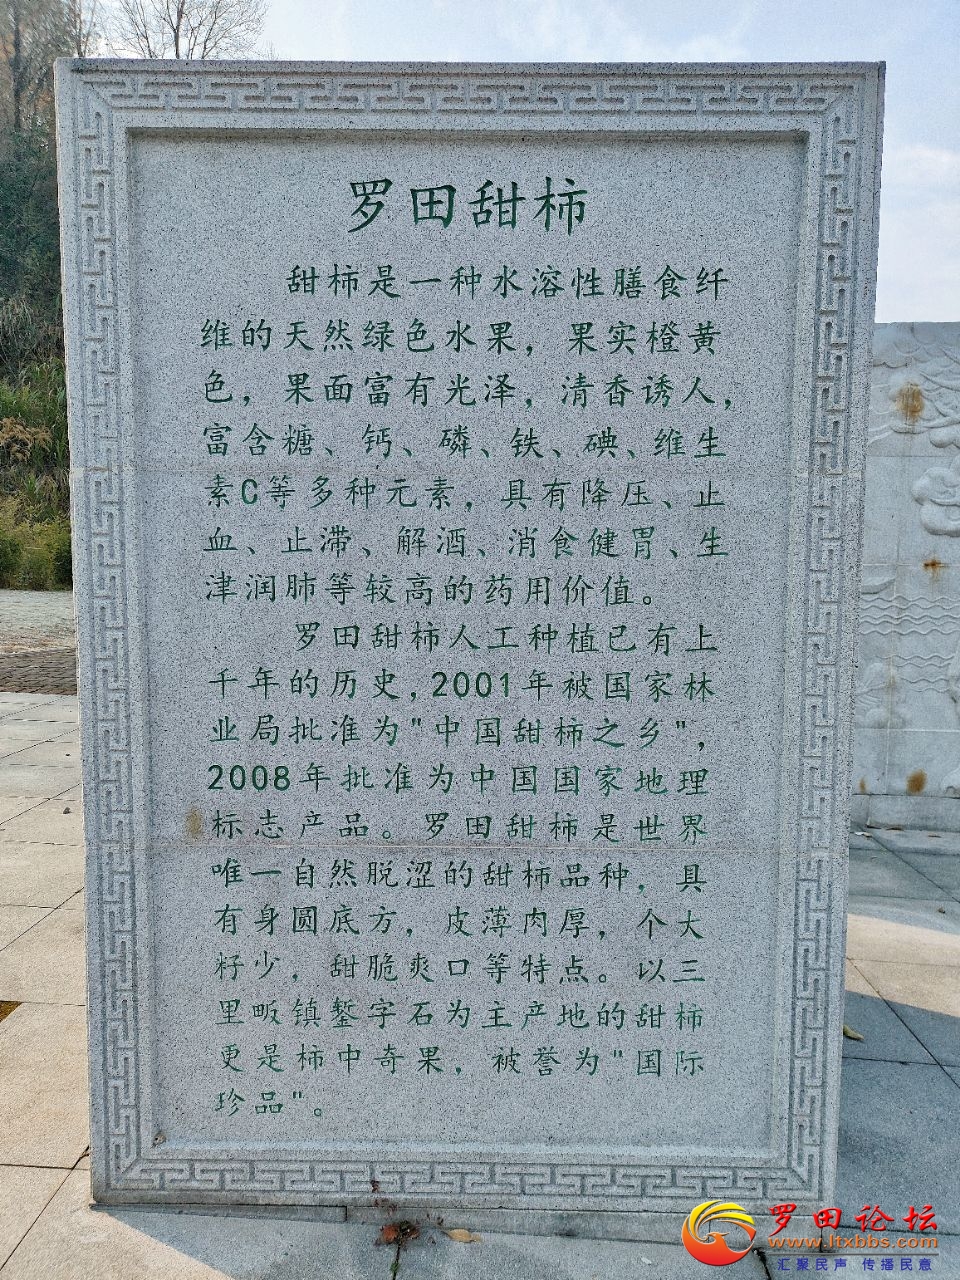 罗田甜柿
甜柿是一种水溶性膳食纤
维的天然绿色水果，果实橙黄
色，果面富有光泽，清香诱人，
富含糖、钙、磷、铁、碘、维生
素C等多种元素，具有降压、止
血、止滞、解酒、消食健胃、生
津润肺等较高的药用价值。
罗田甜柿人工种植已有上
千年的历史，2001年被国家林
业局批准为"中国甜柿之乡"，
2008年批准为中国国家地理
标志产品。罗田甜柿是世界
唯一自然脱涩的甜柿品种，具
有身圆底方，皮薄肉厚，个大
籽少，甜脆爽口等特点。以三
里畈镇錾字石为主产地的甜柿
更是柿中奇果，被誉为"国际
珍品"。
罗田论坛
www.ltxbbs.com
汇聚民声 传播民意